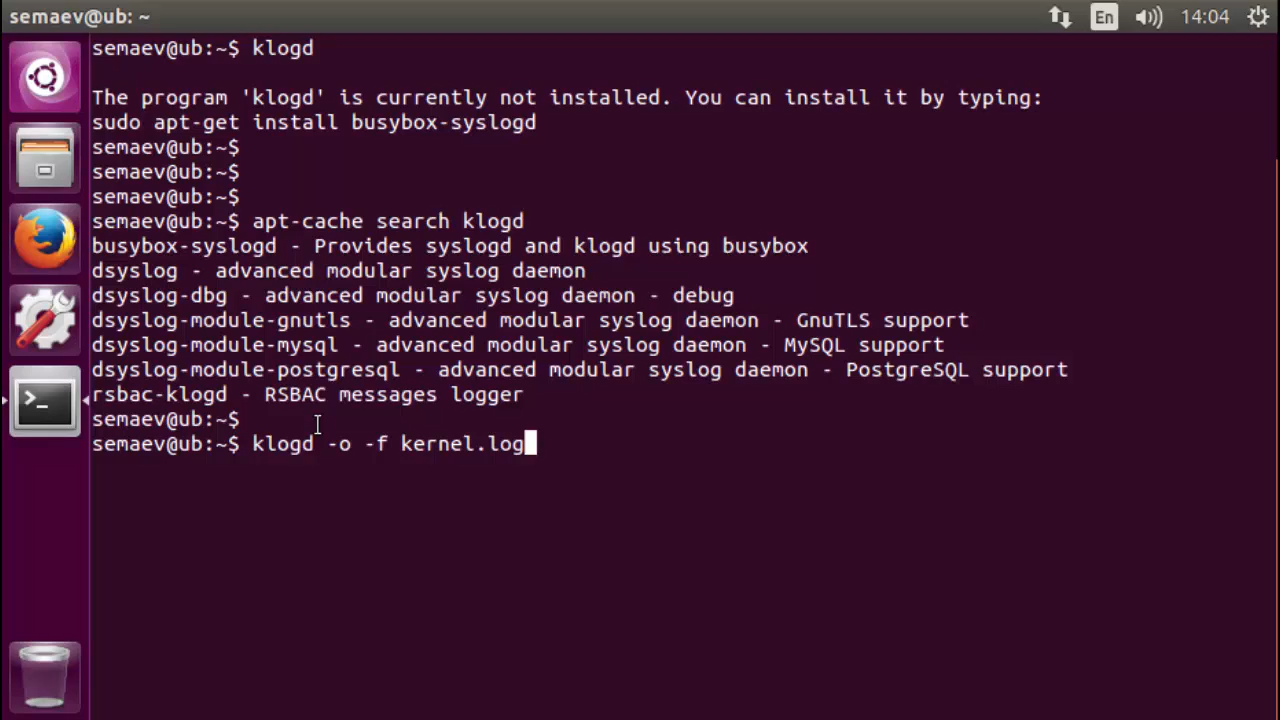 semaev@ub: ~
En
14:04
semaev@ub:~$ klogd
The program 'klogd' is currently not installed. You can install it by typing:
sudo apt-get install busybox-syslogd
semaev@ub:~$
semaev@ub:~$
semaev@ub:~$
semaev@ub:~$ apt-cache search klogd
busybox-syslogd - Provides syslogd and klogd using busybox
dsyslog - advanced modular syslog daemon
dsyslog-dbg - advanced modular syslog daemon - debug
dsyslog-module-gnutls - advanced modular syslog daemon - GnuTLS support
dsyslog-module-mysql - advanced modular syslog daemon - MySQL support
dsyslog-module-postgresql - advanced modular syslog daemon - PostgreSQL support
rsbac-klogd - RSBAC messages logger
semaev@ub:~$
semaev@ub:~$ klogd -o -f kernel.log